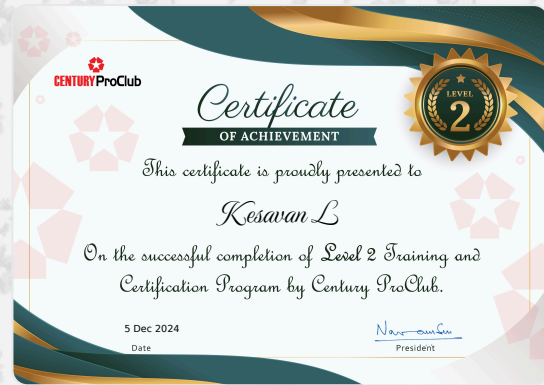 CENTURY ProClub
LEVEL
2
Certificate
OF ACHIEVEMENT
This certificate is proudly presented to
Kesavan L
On the successful completion of Level 2 Training and
Certification Program by Century ProClub.
5 Dec 2024
Date
President